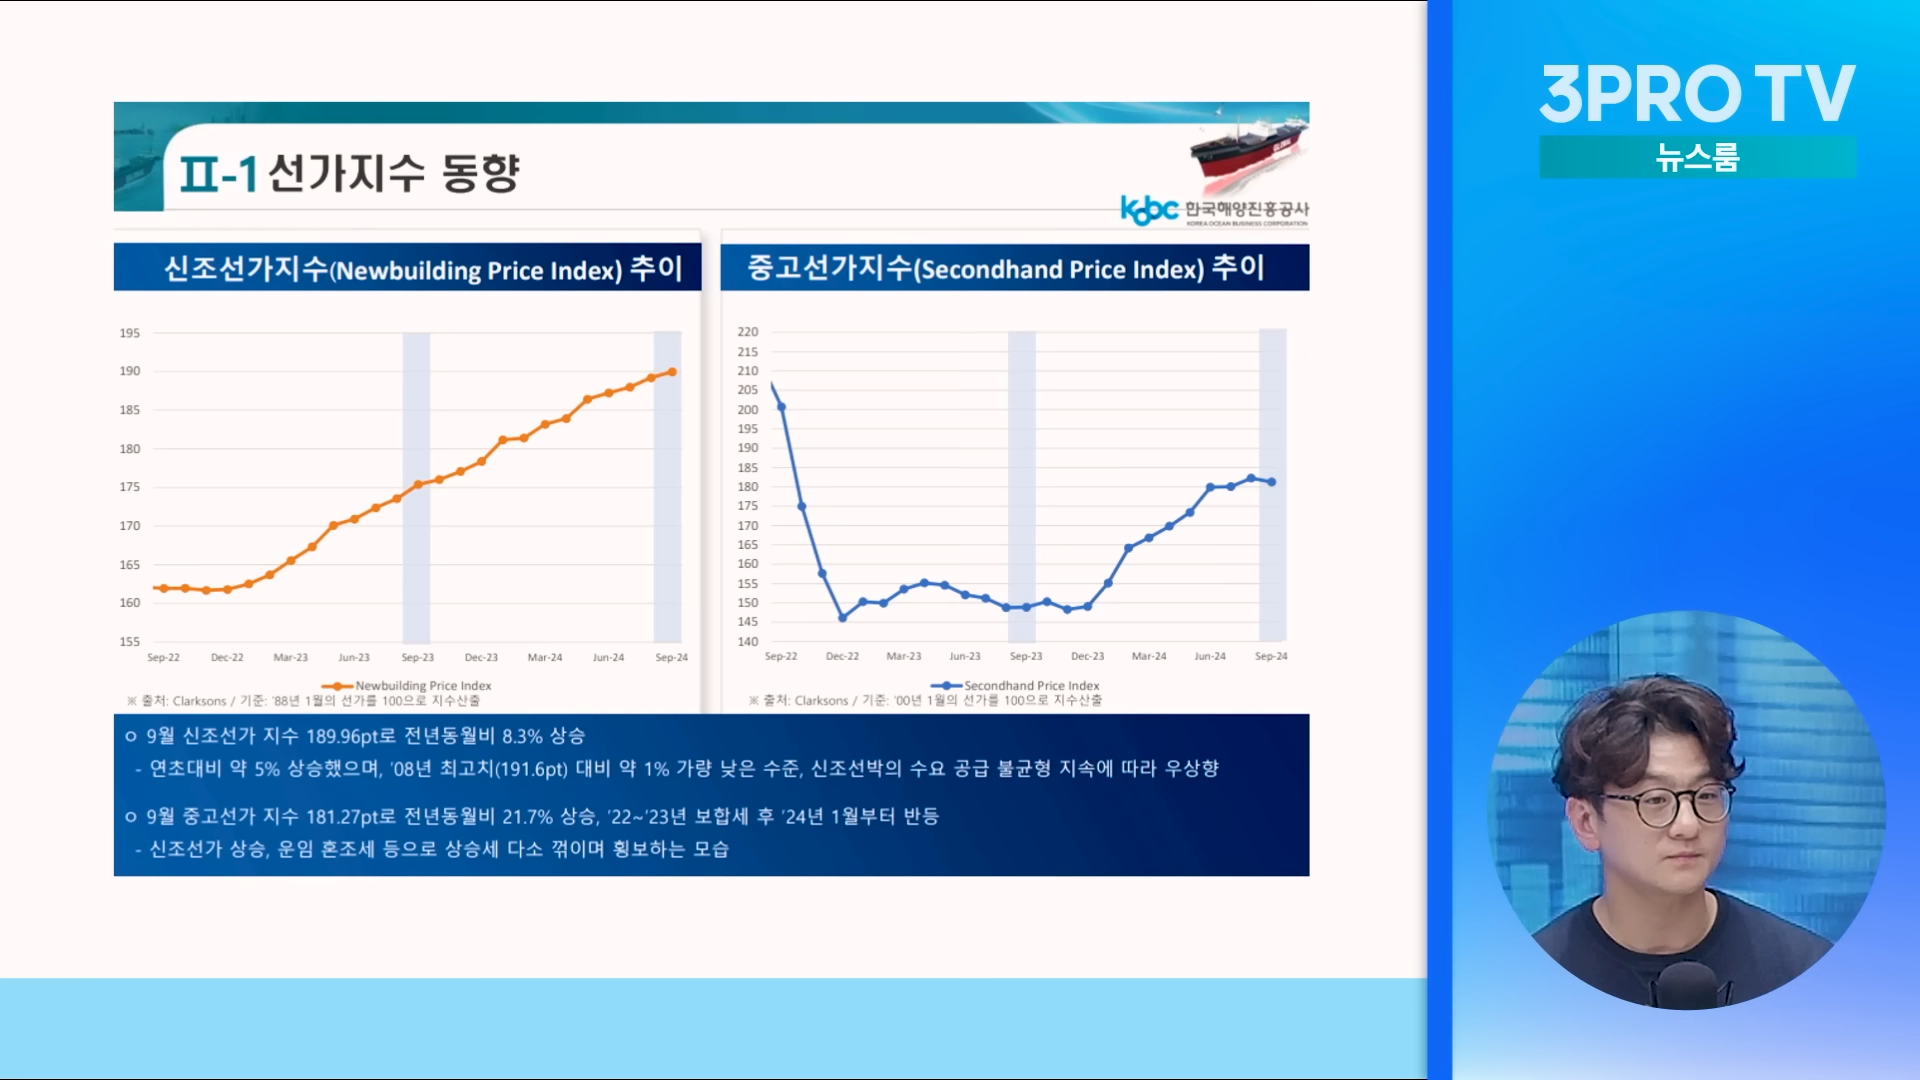 3PRO TV
뉴스룸
Ⅱ-1 선가지수 동향
GLOBAL
kobc 한국해양진흥공사
KOREA OCEAN BUSINESS CORPORATION
신조선가지수(Newbuilding Price Index) 추이
195
190
185
180
175
170
165
160
155
Sep-22 Dec-22 Mar-23 Jun-23 Sep-23 Dec-23 Mar-24 Jun-24 Sep-24
Newbuilding Price Index
※ 출처: Clarksons / 기준: '88년 1월의 선가를 100으로 지수산출
중고선가지수(Secondhand Price Index) 추이
220
215
210
205
200
195
190
185
180
175
170
165
160
155
150
145
140
Sep-22 Dec-22 Mar-23 Jun-23 Sep-23 Dec-23 Mar-24 Jun-24 Sep-24
Secondhand Price Index
※ 출처: Clarksons / 기준: '00년 1월의 선가를 100으로 지수산출
ㅇ 9월 신조선가 지수 189.96pt로 전년동월비 8.3% 상승
- 연초대비 약 5% 상승했으며, '08년 최고치(191.6pt) 대비 약 1% 가량 낮은 수준, 신조선박의 수요 공급 불균형 지속에 따라 우상향
ㅇ 9월 중고선가 지수 181.27pt로 전년동월비 21.7% 상승, '22~'23년 보합세 후 '24년 1월부터 반등
- 신조선가 상승, 운임 혼조세 등으로 상승세 다소 꺾이며 횡보하는 모습